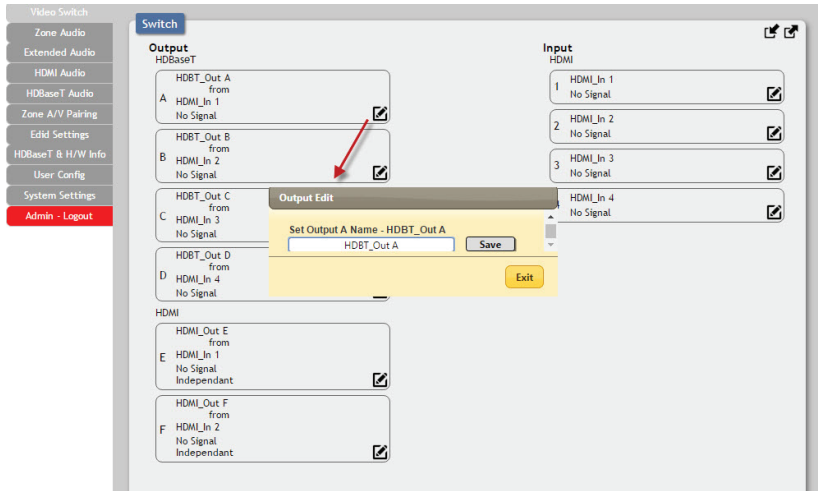 Video Switch
Zone Audio
Extended Audio
HDMI Audio
HDBaseT Audio
Zone A/V Pairing
Edid Settings
HDBaseT & H/W Info
User Config
System Settings
Admin - Logout
Switch
Output
HDBaseT
HDBT_Out A
from
A
HDMI_In 1
No Signal
HDBT_Out B
from
B
HDMI_In 2
No Signal
HDBT_Out C
from
C
HDMI_In 3
No Signal
HDBT_Out D
from
D
HDMI_In 4
No Signal
HDMI
HDMI_Out E
from
E
HDMI_In 1
No Signal
Independant
HDMI_Out F
from
F
HDMI_In 2
No Signal
Independant
Output Edit
Set Output A Name - HDBT_Out A
HDBT_Out A
Save
Exit
Input
HDMI
1
HDMI_In 1
No Signal
2
HDMI_In 2
No Signal
3
HDMI_In 3
No Signal
HDMI_In 4
No Signal